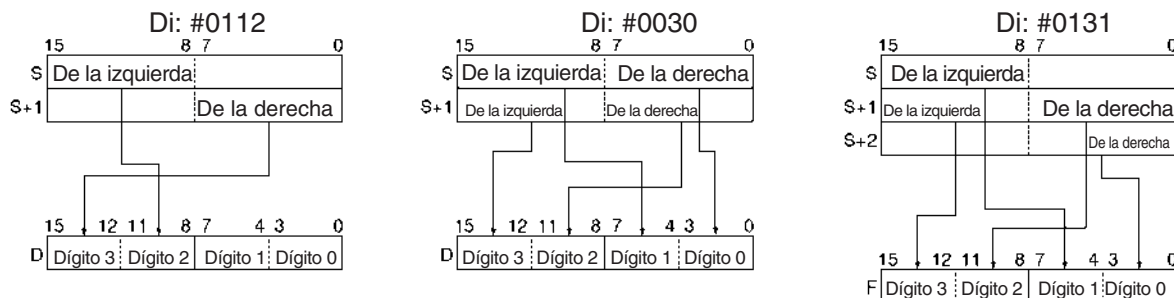 Di: #0112
15 8 7 0
S De la izquierda
S+1 De la derecha
15 12 11 8 7 4 3 0
D Dígito 3 Dígito 2 Dígito 1 Dígito 0
Di: #0030
15 8 7 0
S De la izquierda De la derecha
S+1 De la izquierda De la derecha
15 12 11 8 7 4 3 0
D Dígito 3 Dígito 2 Dígito 1 Dígito 0
Di: #0131
15 8 7 0
S De la izquierda
S+1 De la izquierda De la derecha
S+2 De la derecha
15 12 11 8 7 4 3 0
F Dígito 3 Dígito 2 Dígito 1 Dígito 0